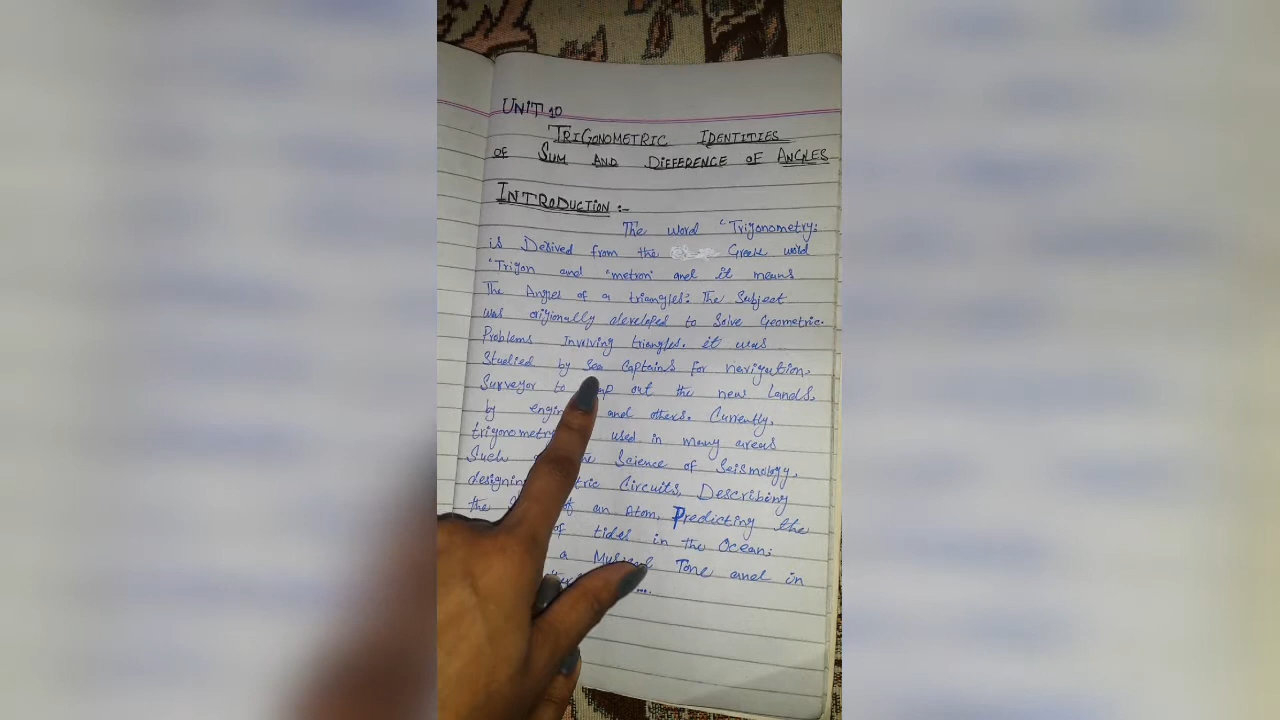 UNIT 10
TRIGONOMETRIC IDENTITIES
OF SUM AND DIFFERENCE OF ANGLES
INTRODUCTION :-
The word "Trigonometry:
is Derived from the Greek word
"Trigon and "metron" and it means
The Angles of a triangles: The Subject
was origionally developed to Solve Geometric.
Problems Involving triangles. it was
Studied by Sea Captains for navigation,
Surveyor to out the new Lands,
by and others. Currently,
trigonometry used in many areas
Such the Science of Seismology,
Circuits, Describing
the of an Atom, Predicting the
of tides in the Ocean;
a Musical Tone and in